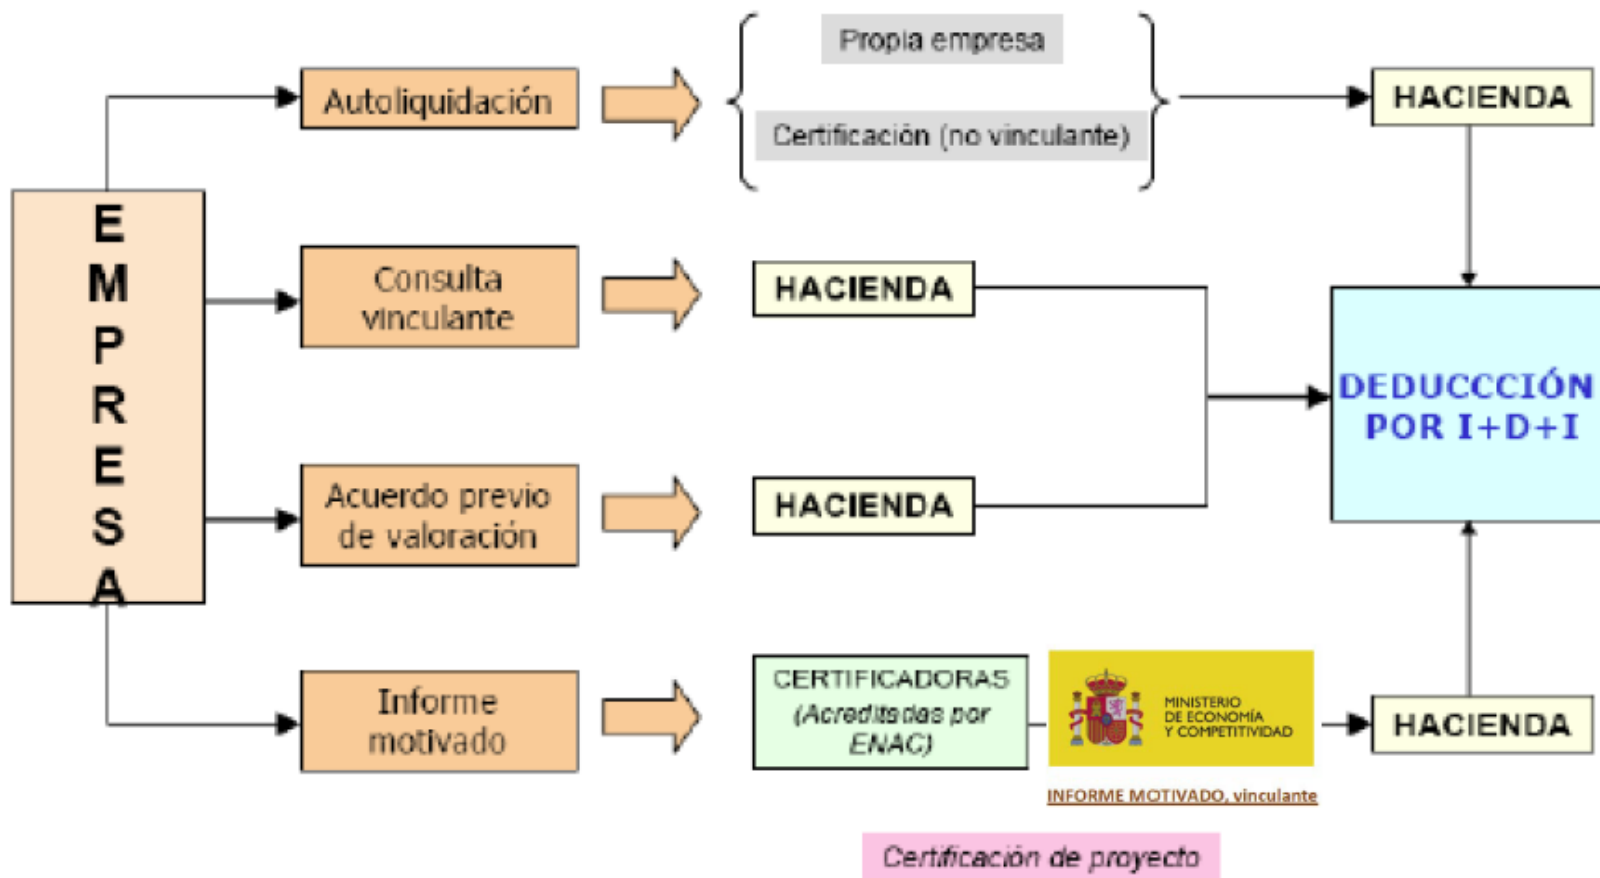 Propia empresa
Autoliquidación
Certificación (no vinculante)
HACIENDA
EMPRESA
Consulta
vinculante
HACIENDA
DEDUCCCIÓN
POR I+D+I
Acuerdo previo
de valoración
HACIENDA
Informe
motivado
CERTIFICADORAS
(Acreditadas por
ENAC)
MINISTERIO
DE ECONOMÍA
Y COMPETITIVIDAD
HACIENDA
INFORME MOTIVADO, vinculante
Certificación de proyecto